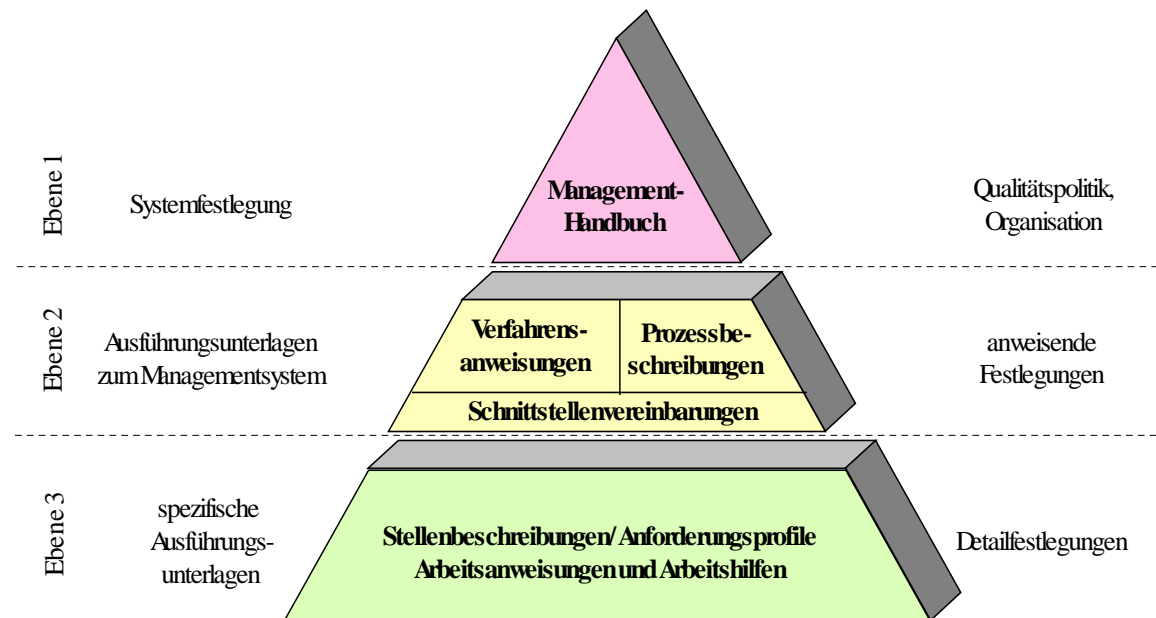 Ebene 1
Systemfestlegung
Management-
Handbuch
Qualitätspolitik,
Organisation
Ebene 2
Ausführungsunterlagen
zum Managementsystem
Verfahrens-
anweisungen
Prozessbe-
schreibungen
Schnittstellenvereinbarungen
anweisende
Festlegungen
Ebene 3
spezifische
Ausführungs-
unterlagen
Stellenbeschreibungen/ Anforderungsprofile
Arbeitsanweisungen und Arbeitshilfen
Detailfestlegungen